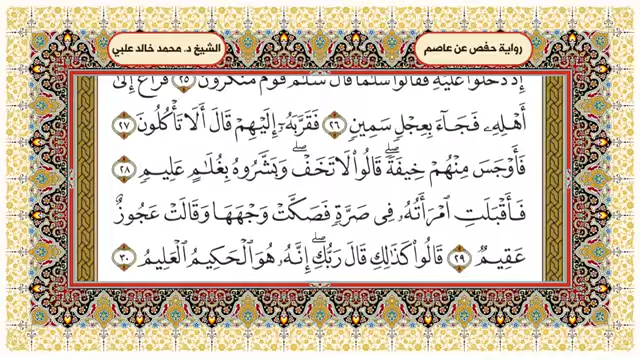 رواية حفص عن عاصم
الشيخ د. محمد خالد علبي
إِذْ دَخَلُوا۟ عَلَيْهِ فَقَالُوا۟ سَلَٰمًا قَالَ سَلَٰمٌ قَوْمٌ مُّنكَرُونَ ٢٥ فَرَاغَ إِلَىٰٓ
أَهْلِهِۦ فَجَآءَ بِعِجْلٍ سَمِينٍ ٢٦ فَقَرَّبَهُۥٓ إِلَيْهِمْ قَالَ أَلَا تَأْكُلُونَ ٢٧
فَأَوْجَسَ مِنْهُمْ خِيفَةً ۖ قَالُوا۟ لَا تَخَفْ ۖ وَبَشَّرُوهُ بِغُلَٰمٍ عَلِيمٍ ٢٨
فَأَقْبَلَتِ ٱمْرَأَتُهُۥ فِى صَرَّةٍ فَصَكَّتْ وَجْهَهَا وَقَالَتْ عَجُوزٌ
عَقِيمٌ ٢٩ قَالُوا۟ كَذَٰلِكِ قَالَ رَبُّكِ ۖ إِنَّهُۥ هُوَ ٱلْحَكِيمُ ٱلْعَلِيمُ ٣٠